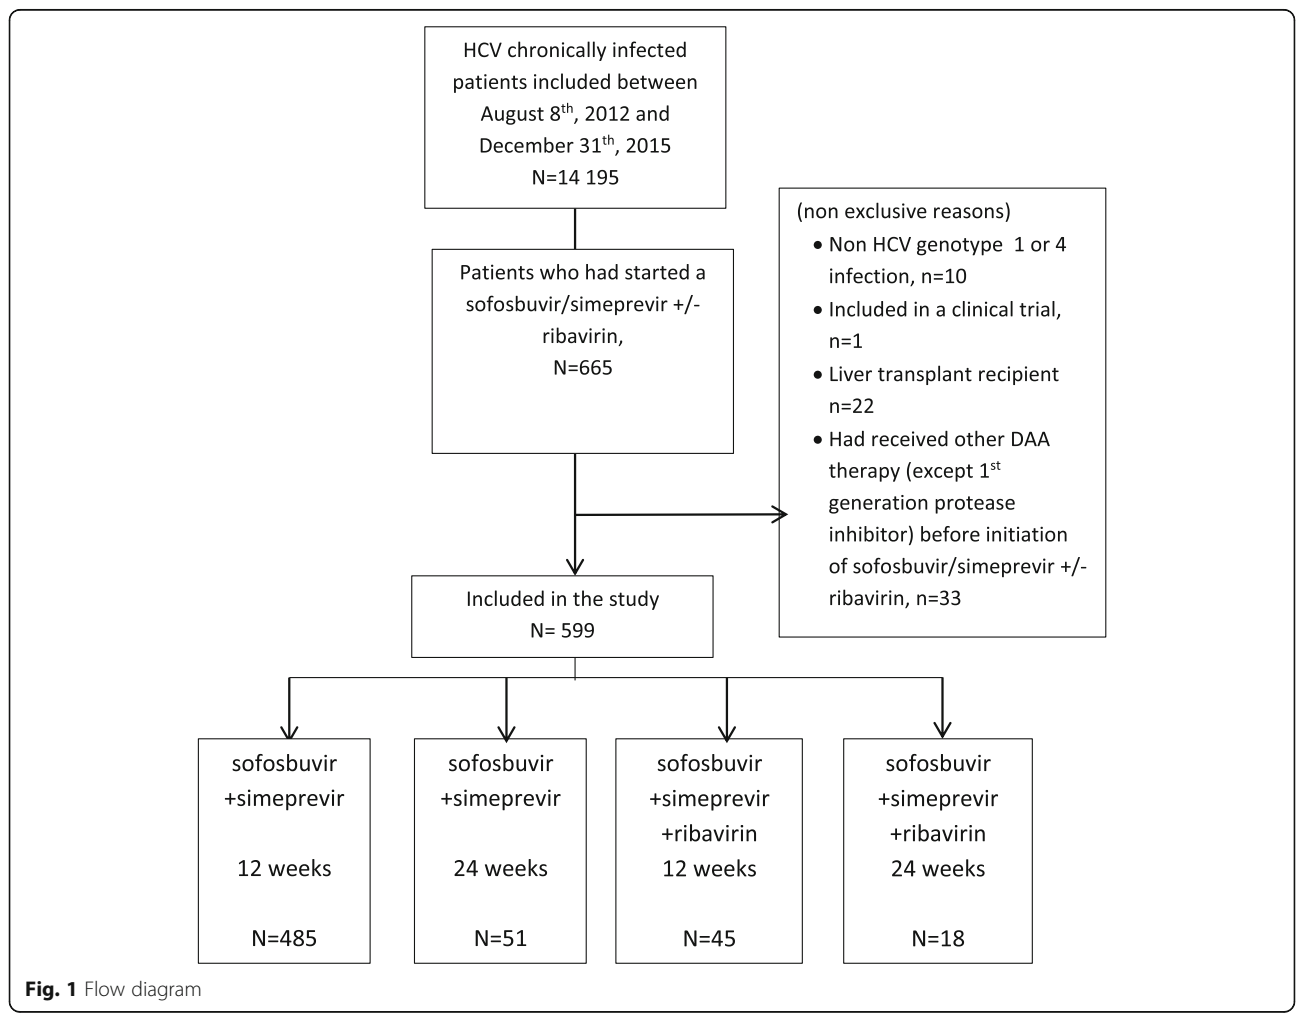 HCV chronically infected
patients included between
August 8th, 2012 and
December 31th, 2015
N=14 195
Patients who had started a
sofosbuvir/simeprevir +/-
ribavirin,
N=665
(non exclusive reasons)
• Non HCV genotype 1 or 4
infection, n=10
• Included in a clinical trial,
n=1
• Liver transplant recipient
n=22
• Had received other DAA
therapy (except 1st
generation protease
inhibitor) before initiation
of sofosbuvir/simeprevir +/-
ribavirin, n=33
Included in the study
N= 599
sofosbuvir
+simeprevir
12 weeks
N=485
sofosbuvir
+simeprevir
24 weeks
N=51
sofosbuvir
+simeprevir
+ribavirin
12 weeks
N=45
sofosbuvir
+simeprevir
+ribavirin
24 weeks
N=18
Fig. 1 Flow diagram